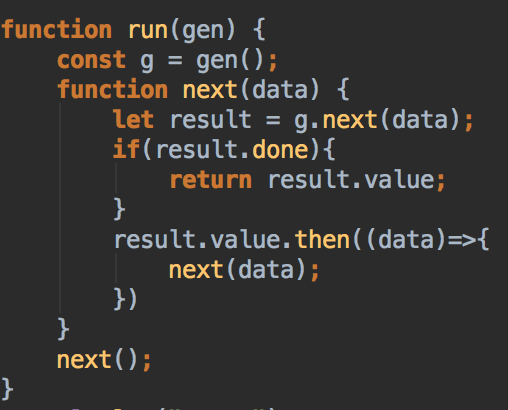 function run(gen) {
    const g = gen();
    function next(data) {
        let result = g.next(data);
        if(result.done){
            return result.value;
        }
        result.value.then((data)=>{
            next(data);
        })
    }
    next();
}